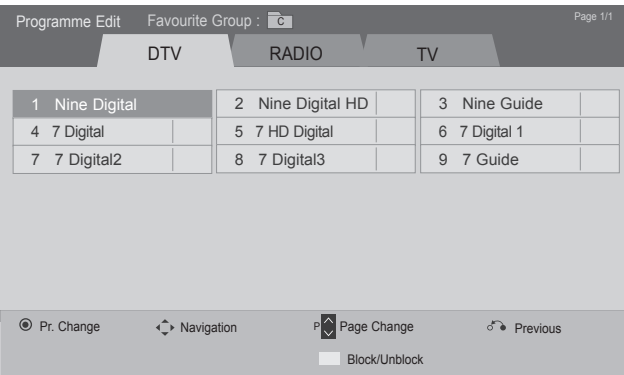 Programme Edit Favourite Group : C Page 1/1
DTV RADIO TV
1 Nine Digital 2 Nine Digital HD 3 Nine Guide
4 7 Digital 5 7 HD Digital 6 7 Digital 1
7 7 Digital2 8 7 Digital3 9 7 Guide
Pr. Change Navigation P Page Change Previous
Block/Unblock